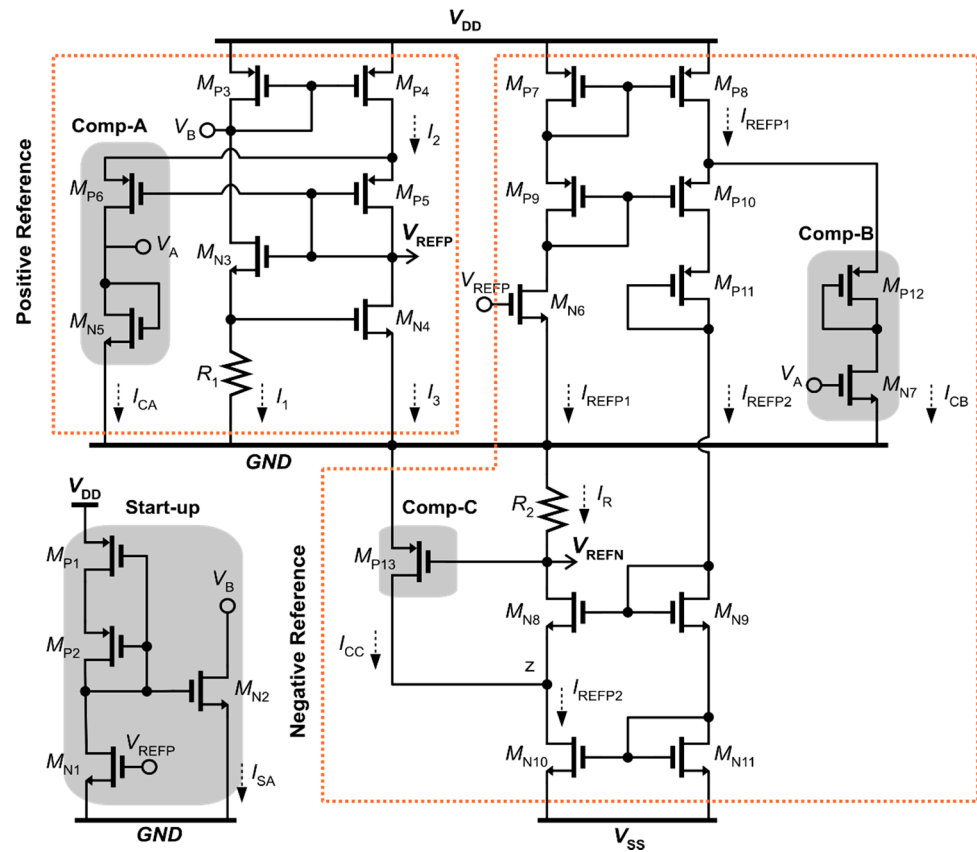 VDD
MP3
MP4
MP7
MP8
Comp-A
VB
I2
IREFP1
MP6
MP5
MP9
MP10
VREFP
Comp-B
VA
MN3
MP11
MP12
VREFP
MN6
MN5
MN4
R1
VA
MN7
ICA
I1
I3
IREFP1
IREFP2
ICB
GND
Positive Reference
VDD
Start-up
Comp-C
R2
IR
MP1
MP13
VREFN
VB
MN8
MN9
MP2
ICC
z
MN2
IREFP2
MN1
VREFP
ISA
MN10
MN11
GND
VSS
Negative Reference